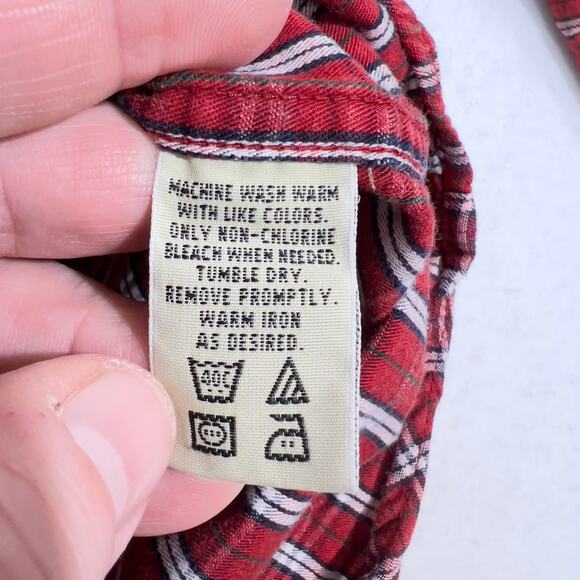 MACHINE WASH WARM
WITH LIKE COLORS.
ONLY NON-CHLORINE
BLEACH WHEN NEEDED.
TUMBLE DRY.
REMOVE PROMPTLY.
WARM IRON
AS DESIRED.
40°